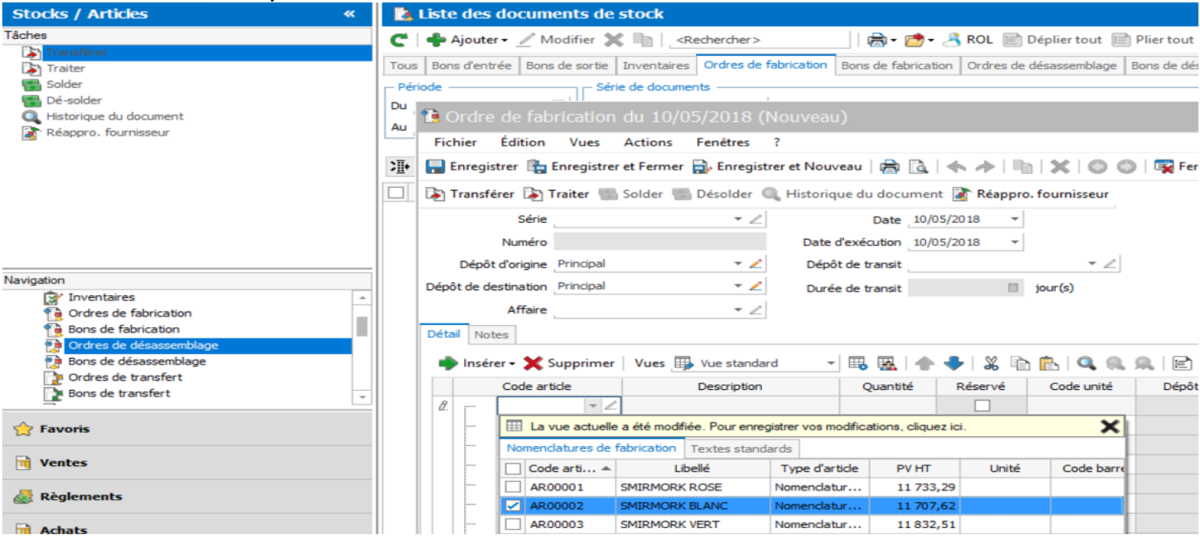 Stocks / Articles «
Tâches
Transférer
Traiter
Solder
Dé-solder
Historique du document
Réappro. fournisseur
Navigation
Inventaires
Ordres de fabrication
Bons de fabrication
Ordres de désassemblage
Bons de désassemblage
Ordres de transfert
Bons de transfert
Favoris
Ventes
Règlements
Achats
Liste des documents de stock
Ajouter Modifier <Rechercher> ROL Déplier tout Plier tout
Tous Bons d'entrée Bons de sortie Inventaires Ordres de fabrication Bons de fabrication Ordres de désassemblage Bons de dés
Période Série de documents
Du
Au
Ordre de fabrication du 10/05/2018 (Nouveau)
Fichier Édition Vues Actions Fenêtres ?
Enregistrer Enregistrer et Fermer Enregistrer et Nouveau Fer
Transférer Traiter Solder Désolder Historique du document Réappro. fournisseur
Série Date 10/05/2018
Numéro Date d'exécution 10/05/2018
Dépôt d'origine Principal Dépôt de transit
Dépôt de destination Principal Durée de transit jour(s)
Affaire
Détail Notes
Insérer Supprimer Vues Vue standard
Code article Description Quantité Réservé Code unité Dépôt
La vue actuelle a été modifiée. Pour enregistrer vos modifications, cliquez ici.
Nomenclatures de fabrication Textes standards
Code arti... Libellé Type d'article PV HT Unité Code barre
AR00001 SMIRMORK ROSE Nomenclatur... 11 733,29
AR00002 SMIRMORK BLANC Nomenclatur... 11 707,62
AR00003 SMIRMORK VERT Nomenclatur... 11 832,51